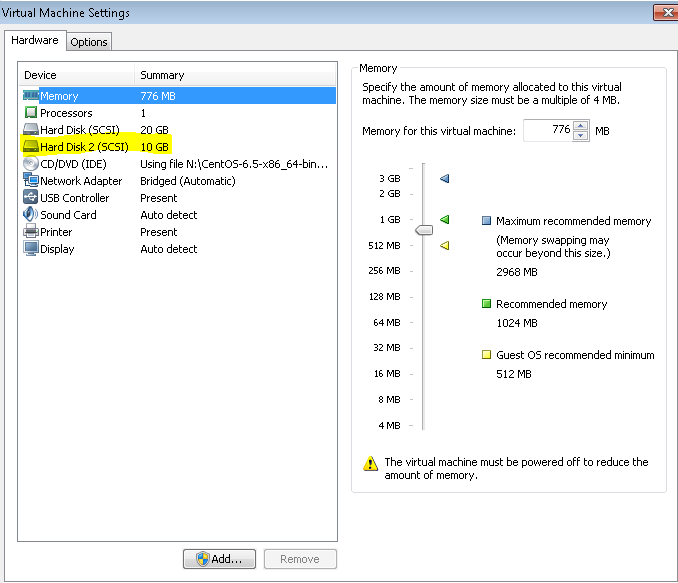 Virtual Machine Settings
Hardware
Options
Device Summary
Memory 776 MB
Processors 1
Hard Disk (SCSI) 20 GB
Hard Disk 2 (SCSI) 10 GB
CD/DVD (IDE) Using file N:\CentOS-6.5-x86_64-bin...
Network Adapter Bridged (Automatic)
USB Controller Present
Sound Card Auto detect
Printer Present
Display Auto detect
Add...
Remove
Memory
Specify the amount of memory allocated to this virtual
machine. The memory size must be a multiple of 4 MB.
Memory for this virtual machine: 776 MB
3 GB
2 GB
1 GB
512 MB
256 MB
128 MB
64 MB
32 MB
16 MB
8 MB
4 MB
Maximum recommended memory
(Memory swapping may
occur beyond this size.)
2968 MB
Recommended memory
1024 MB
Guest OS recommended minimum
512 MB
The virtual machine must be powered off to reduce the
amount of memory.